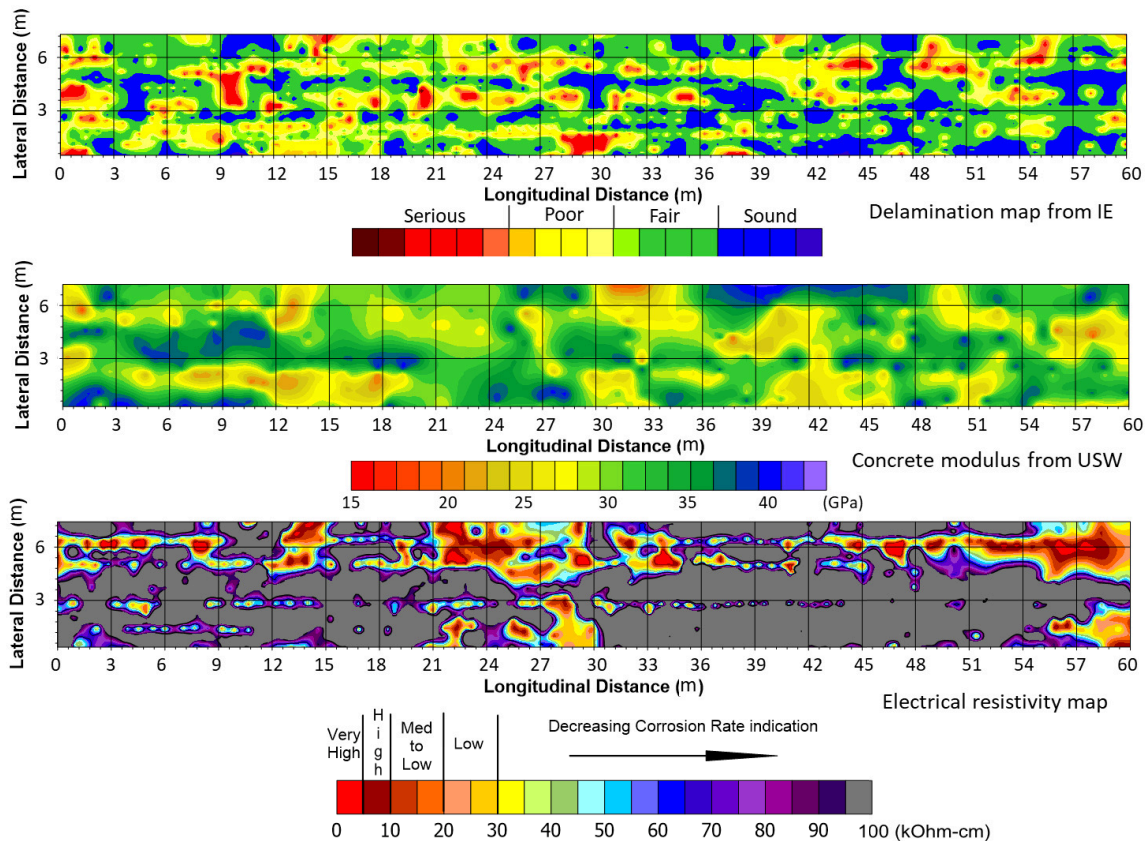 Lateral Distance (m)
6
3
0 3 6 9 12 15 18 21 24 27 30 33 36 39 42 45 48 51 54 57 60
Longitudinal Distance (m)
Delamination map from IE
Serious Poor Fair Sound
Lateral Distance (m)
6
3
0 3 6 9 12 15 18 21 24 27 30 33 36 39 42 45 48 51 54 57 60
Longitudinal Distance (m)
Concrete modulus from USW
15 20 25 30 35 40 (GPa)
Lateral Distance (m)
6
3
0 3 6 9 12 15 18 21 24 27 30 33 36 39 42 45 48 51 54 57 60
Longitudinal Distance (m)
Electrical resistivity map
Very
High
H
i
g
h
Med
to
Low
Low
Decreasing Corrosion Rate indication
0 10 20 30 40 50 60 70 80 90 100 (kOhm-cm)